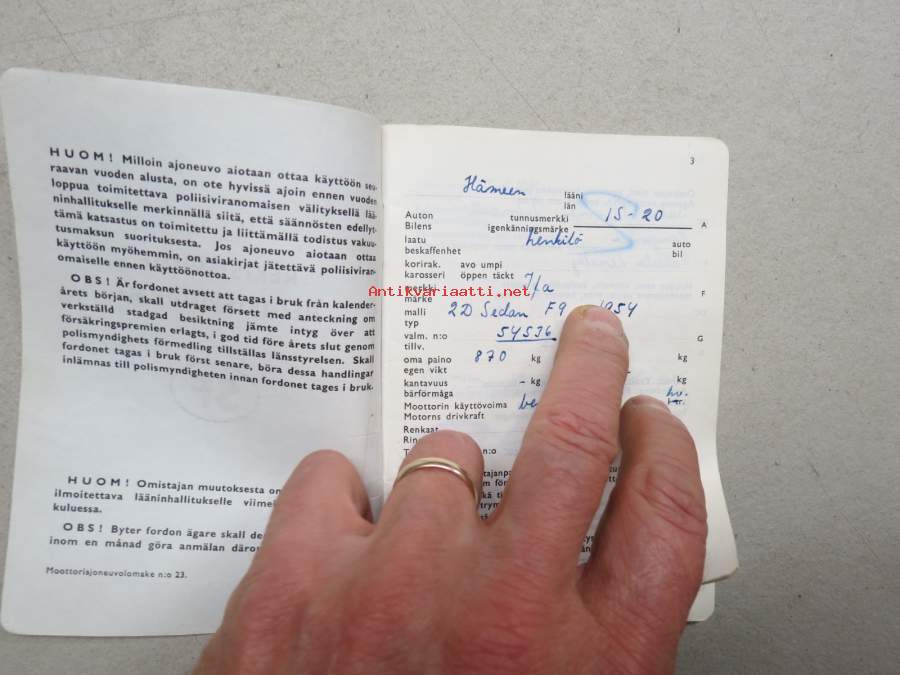 HUOM! Milloin ajoneuvo aiotaan ottaa käyttöön seu-
raavan vuoden alusta, on ote hyvissä ajoin ennen vuoden
loppua toimitettava poliisiviranomaisen välityksellä lää-
ninhallitukselle merkinnällä siitä, että säännösten edellyt-
tämä katsastus on toimitettu ja liittämällä todistus vakuu-
tusmaksun suorituksesta. Jos ajoneuvo aiotaan ottaa
käyttöön myöhemmin, on asiakirjat jätettävä poliisiviran-
omaiselle ennen käyttöönottoa.
OBS! Är fordonet avsett att tagas i bruk från kalender-
årets början, skall utdraget försett med anteckning om
verkställd stadgad besiktning jämte intyg över att
försäkringspremien erlagts, i god tid före årets slut genom
polismyndighets förmedling tillställas länsstyrelsen. Skall
fordonet tagas i bruk först senare, böra dessa handlingar
inlämnas till polismyndigheten innan fordonet tages i bruk.
HUOM! Omistajan muutoksesta on
ilmoitettava lääninhallitukselle viimei
kuluessa.
OBS! Byter fordon ägare skall de
inom en månad göra anmälan däro
Moottoriajoneuvolomake n:o 23.
3
Hämeen lääni
län
Auton tunnusmerkki IS-20
Bilens igenkänningsmärke A
laatu henkilö auto
beskaffenhet bil
korirak. avo umpi
karosseri öppen täckt
merkki Ifa F
märke
malli 2D Sedan F9 1954
typ
valm. n:o 54536 G
tillv.
oma paino 870 kg kg
egen vikt
kantavuus - kg - kg
bärförmåga
Moottorin käyttövoima be hv.
Motorns drivkraft
Renkaat
Rin
n:o
Antikvariaatti.net